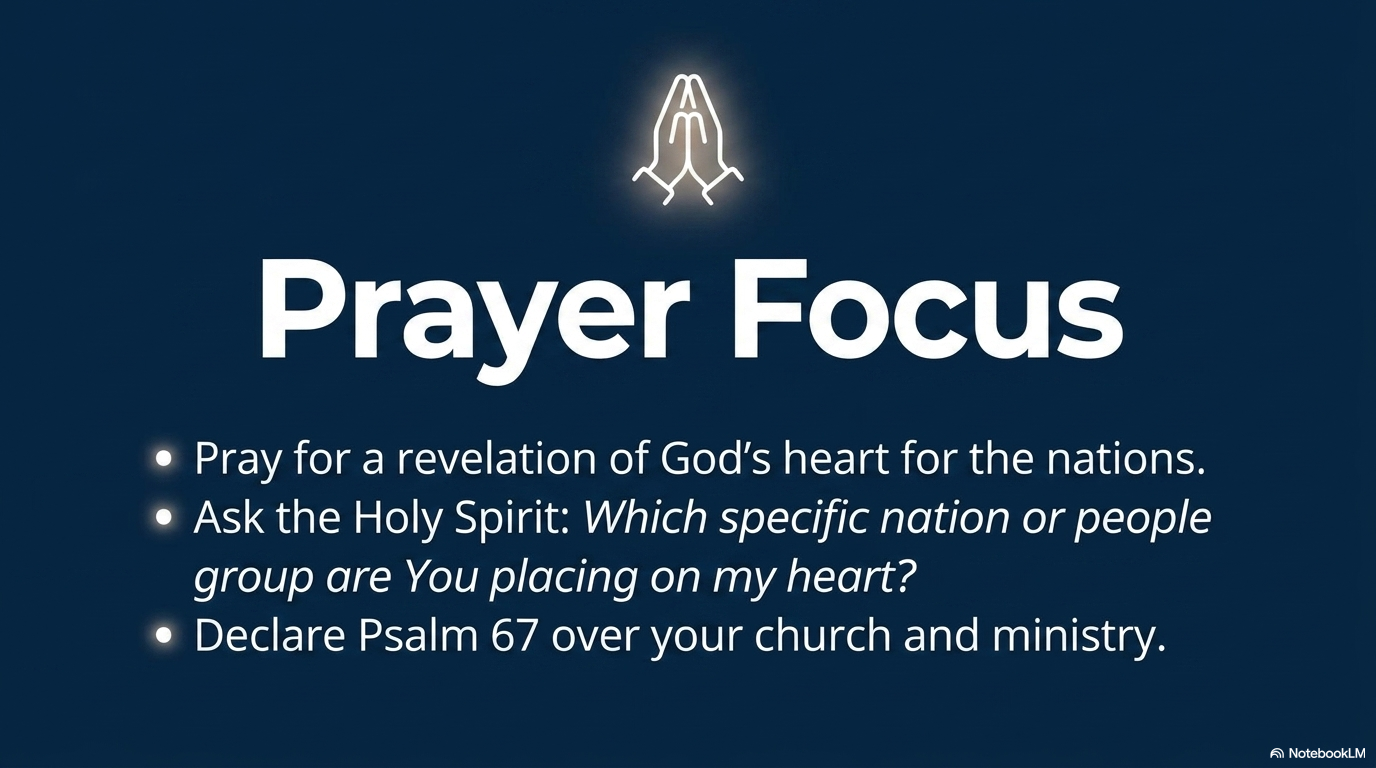 Prayer Focus
• Pray for a revelation of God’s heart for the nations.
• Ask the Holy Spirit: Which specific nation or people
group are You placing on my heart?
• Declare Psalm 67 over your church and ministry.
NotebookLM